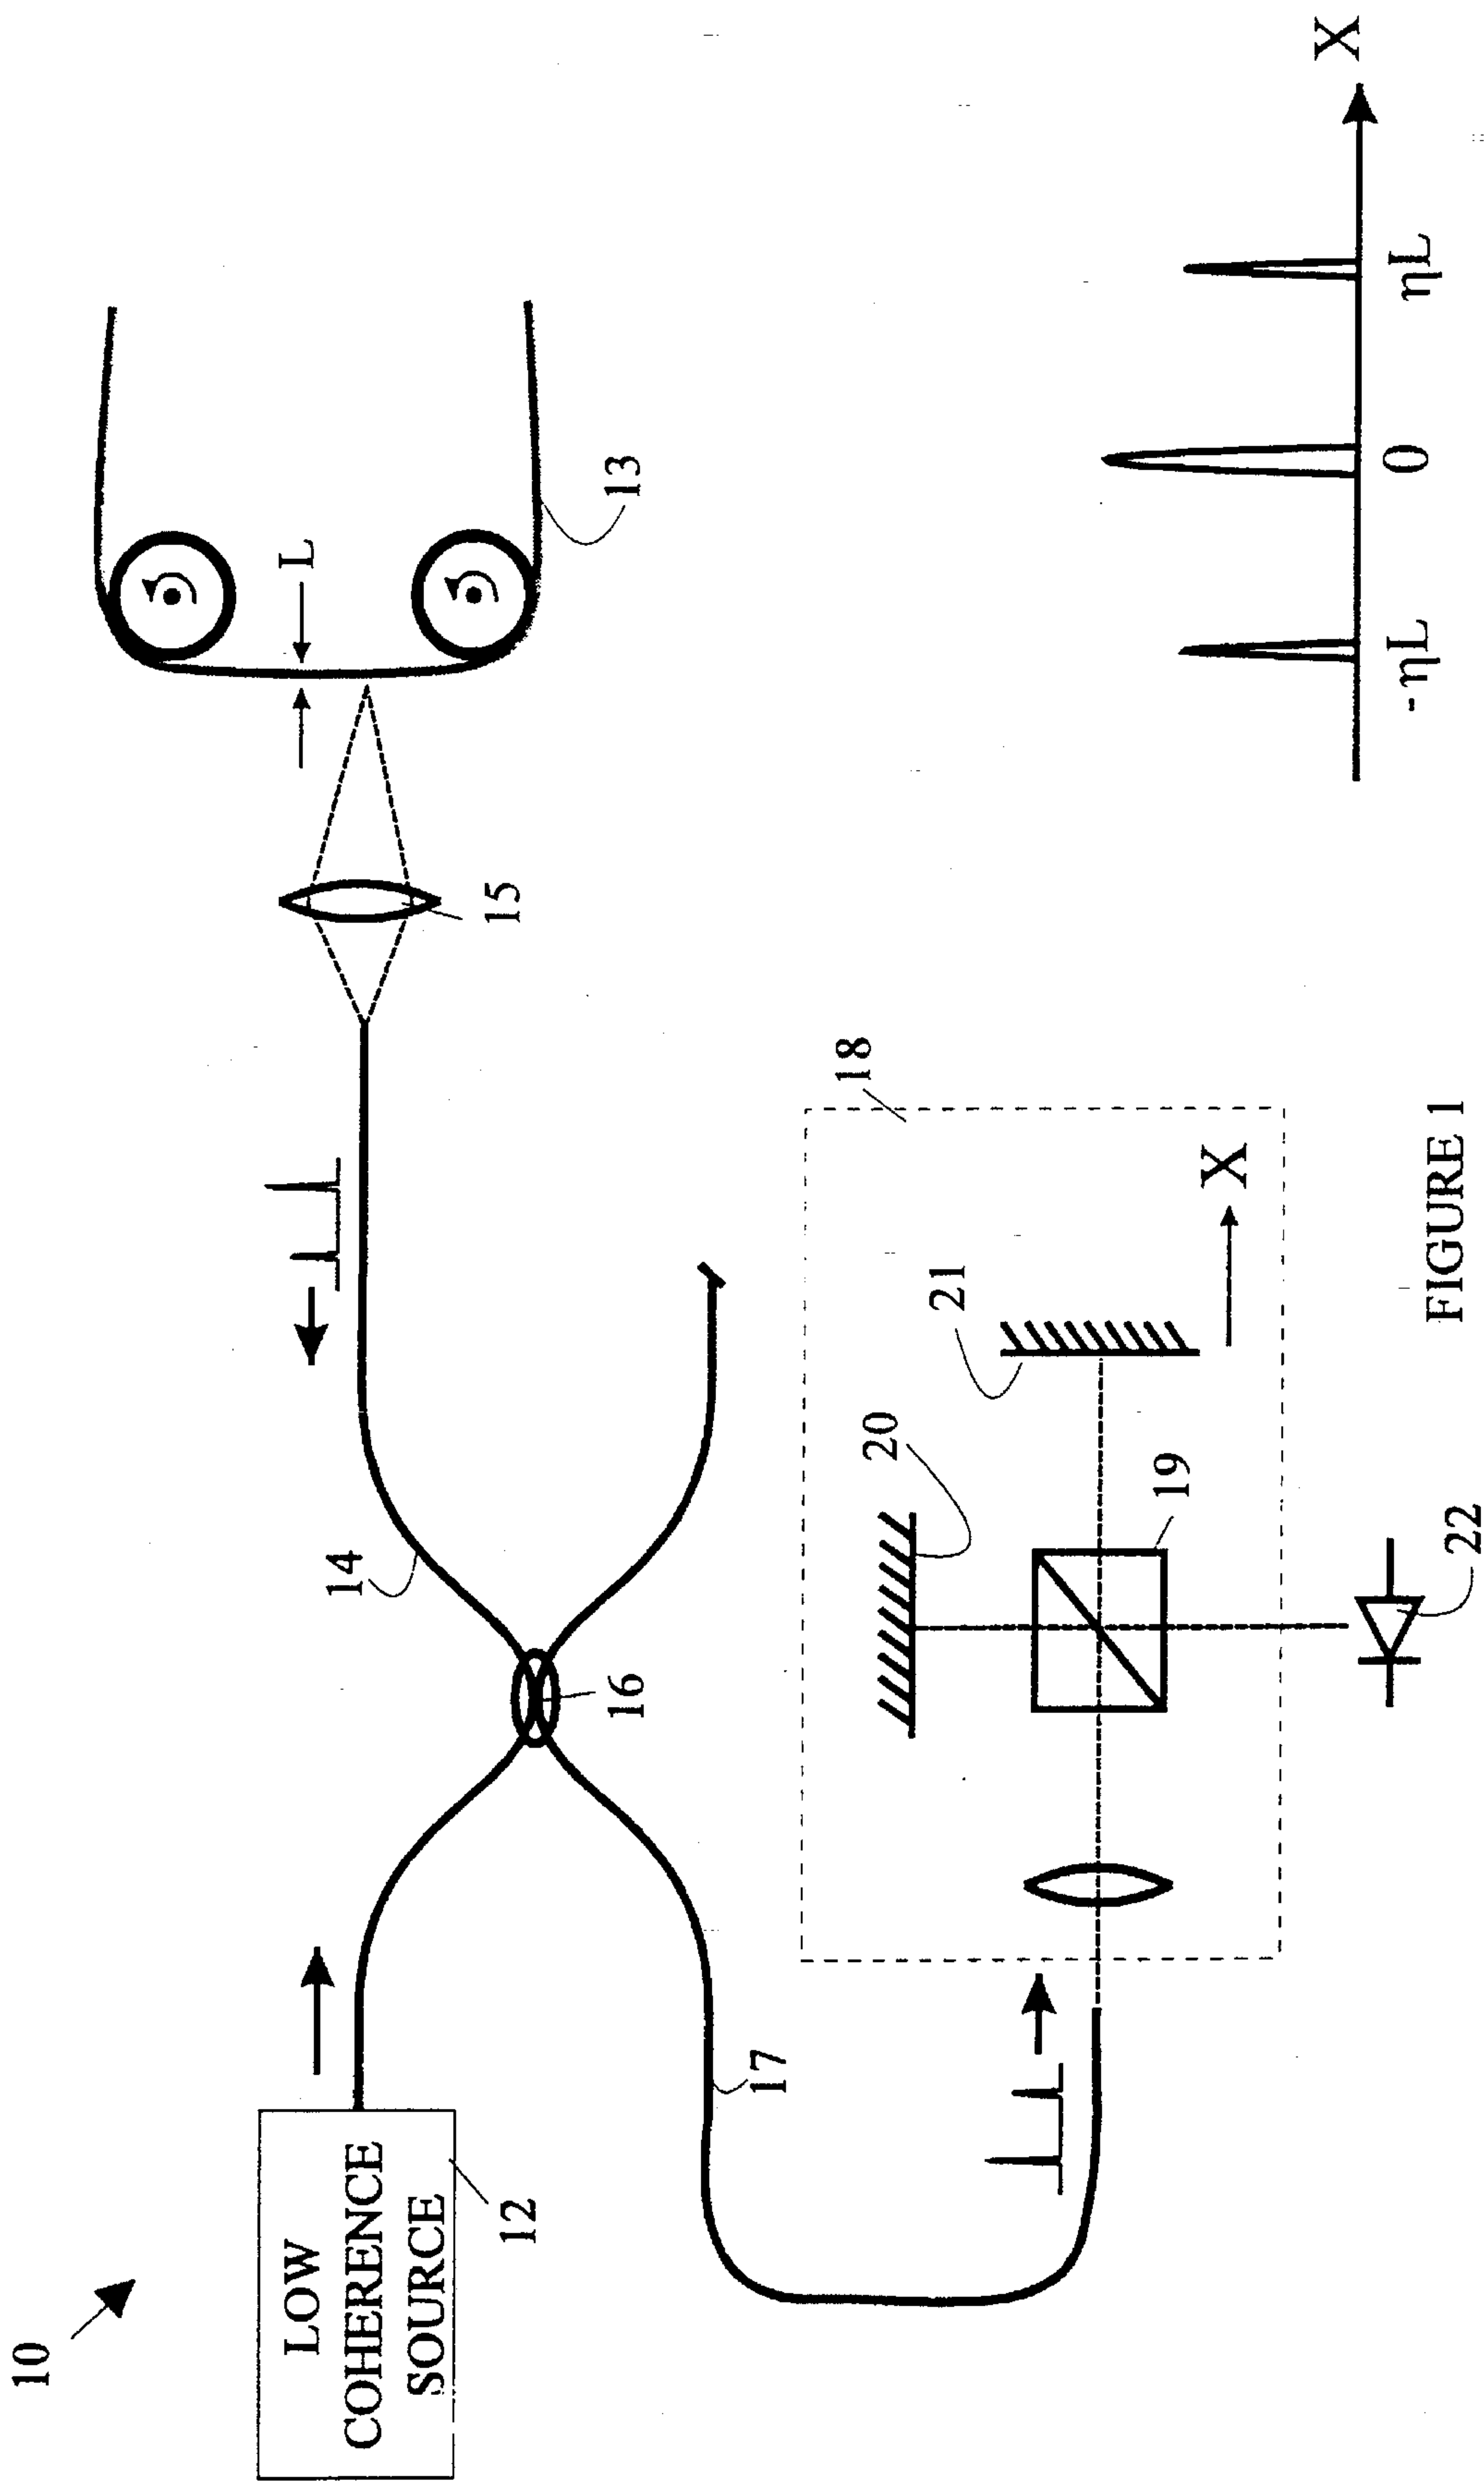 10
LOW
COHERENCE
SOURCE
12
14
15
L
13
16
17
18
20
21
X
19
22
X
-ηL
0
ηL
FIGURE 1